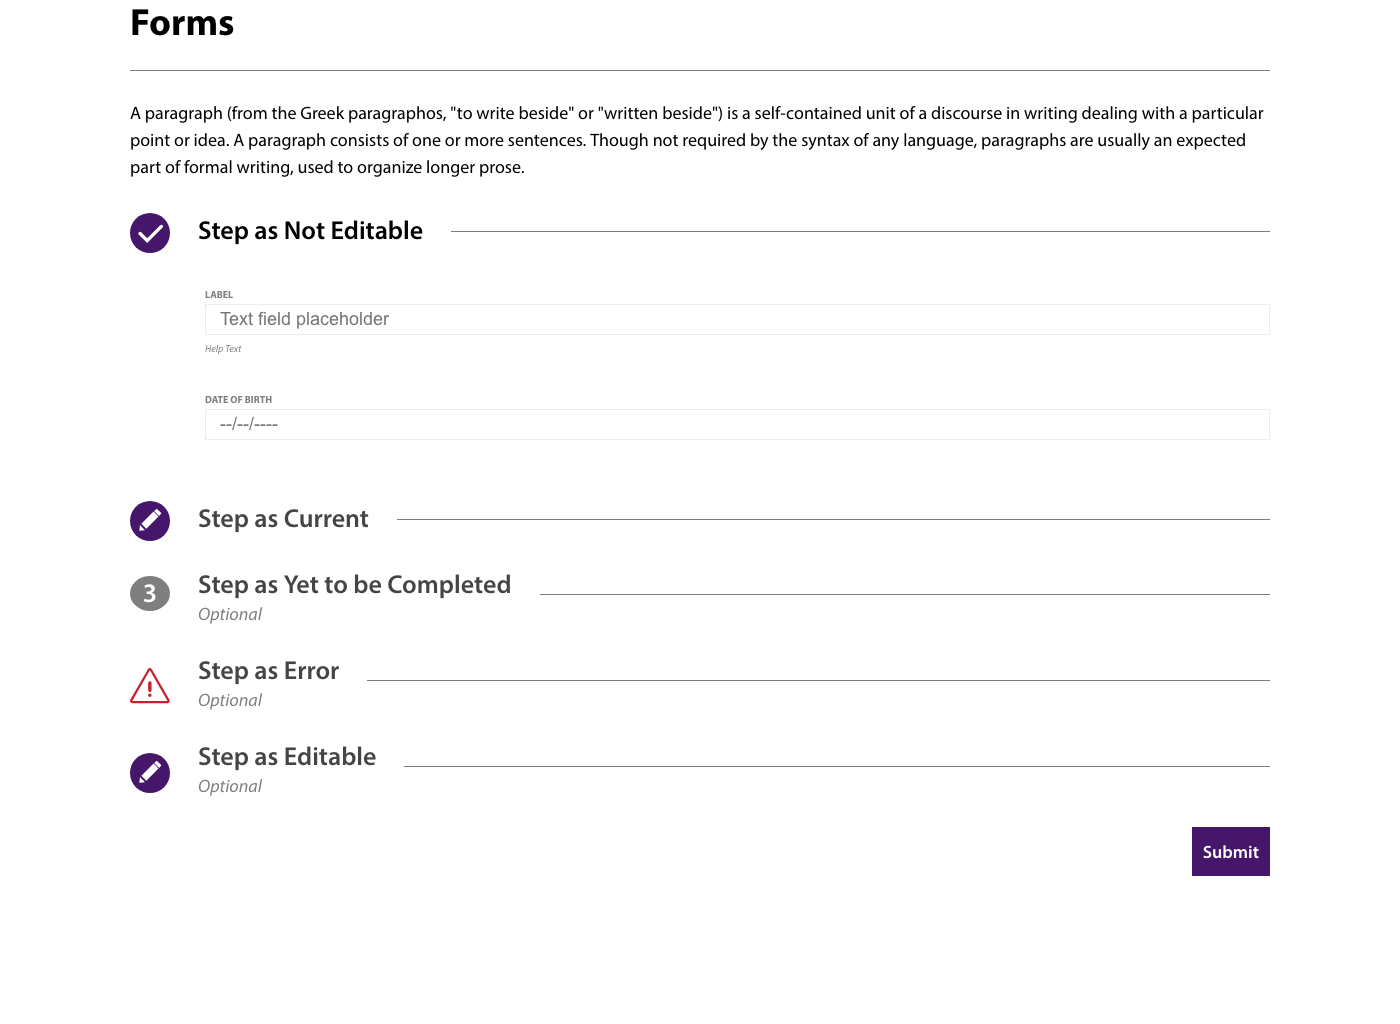 Forms
A paragraph (from the Greek paragraphos, "to write beside" or "written beside") is a self-contained unit of a discourse in writing dealing with a particular
point or idea. A paragraph consists of one or more sentences. Though not required by the syntax of any language, paragraphs are usually an expected
part of formal writing, used to organize longer prose.
Step as Not Editable
LABEL
Text field placeholder
Help Text
DATE OF BIRTH
--/--/----
Step as Current
3
Step as Yet to be Completed
Optional
Step as Error
Optional
Step as Editable
Optional
Submit